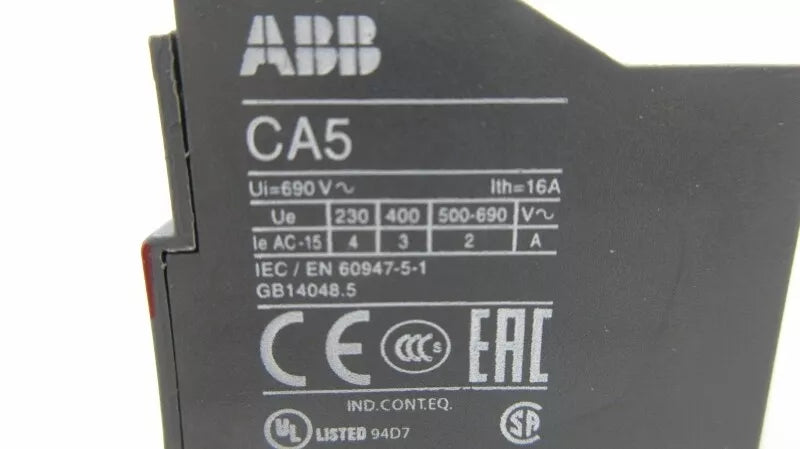 ABB
CA5
Ui=690 V~ Ith=16A
Ue 230 400 500-690 V~
Ie AC-15 4 3 2 A
IEC / EN 60947-5-1
GB14048.5
CE CCC S EAC
IND.CONT.EQ.
UL LISTED 94D7 SA